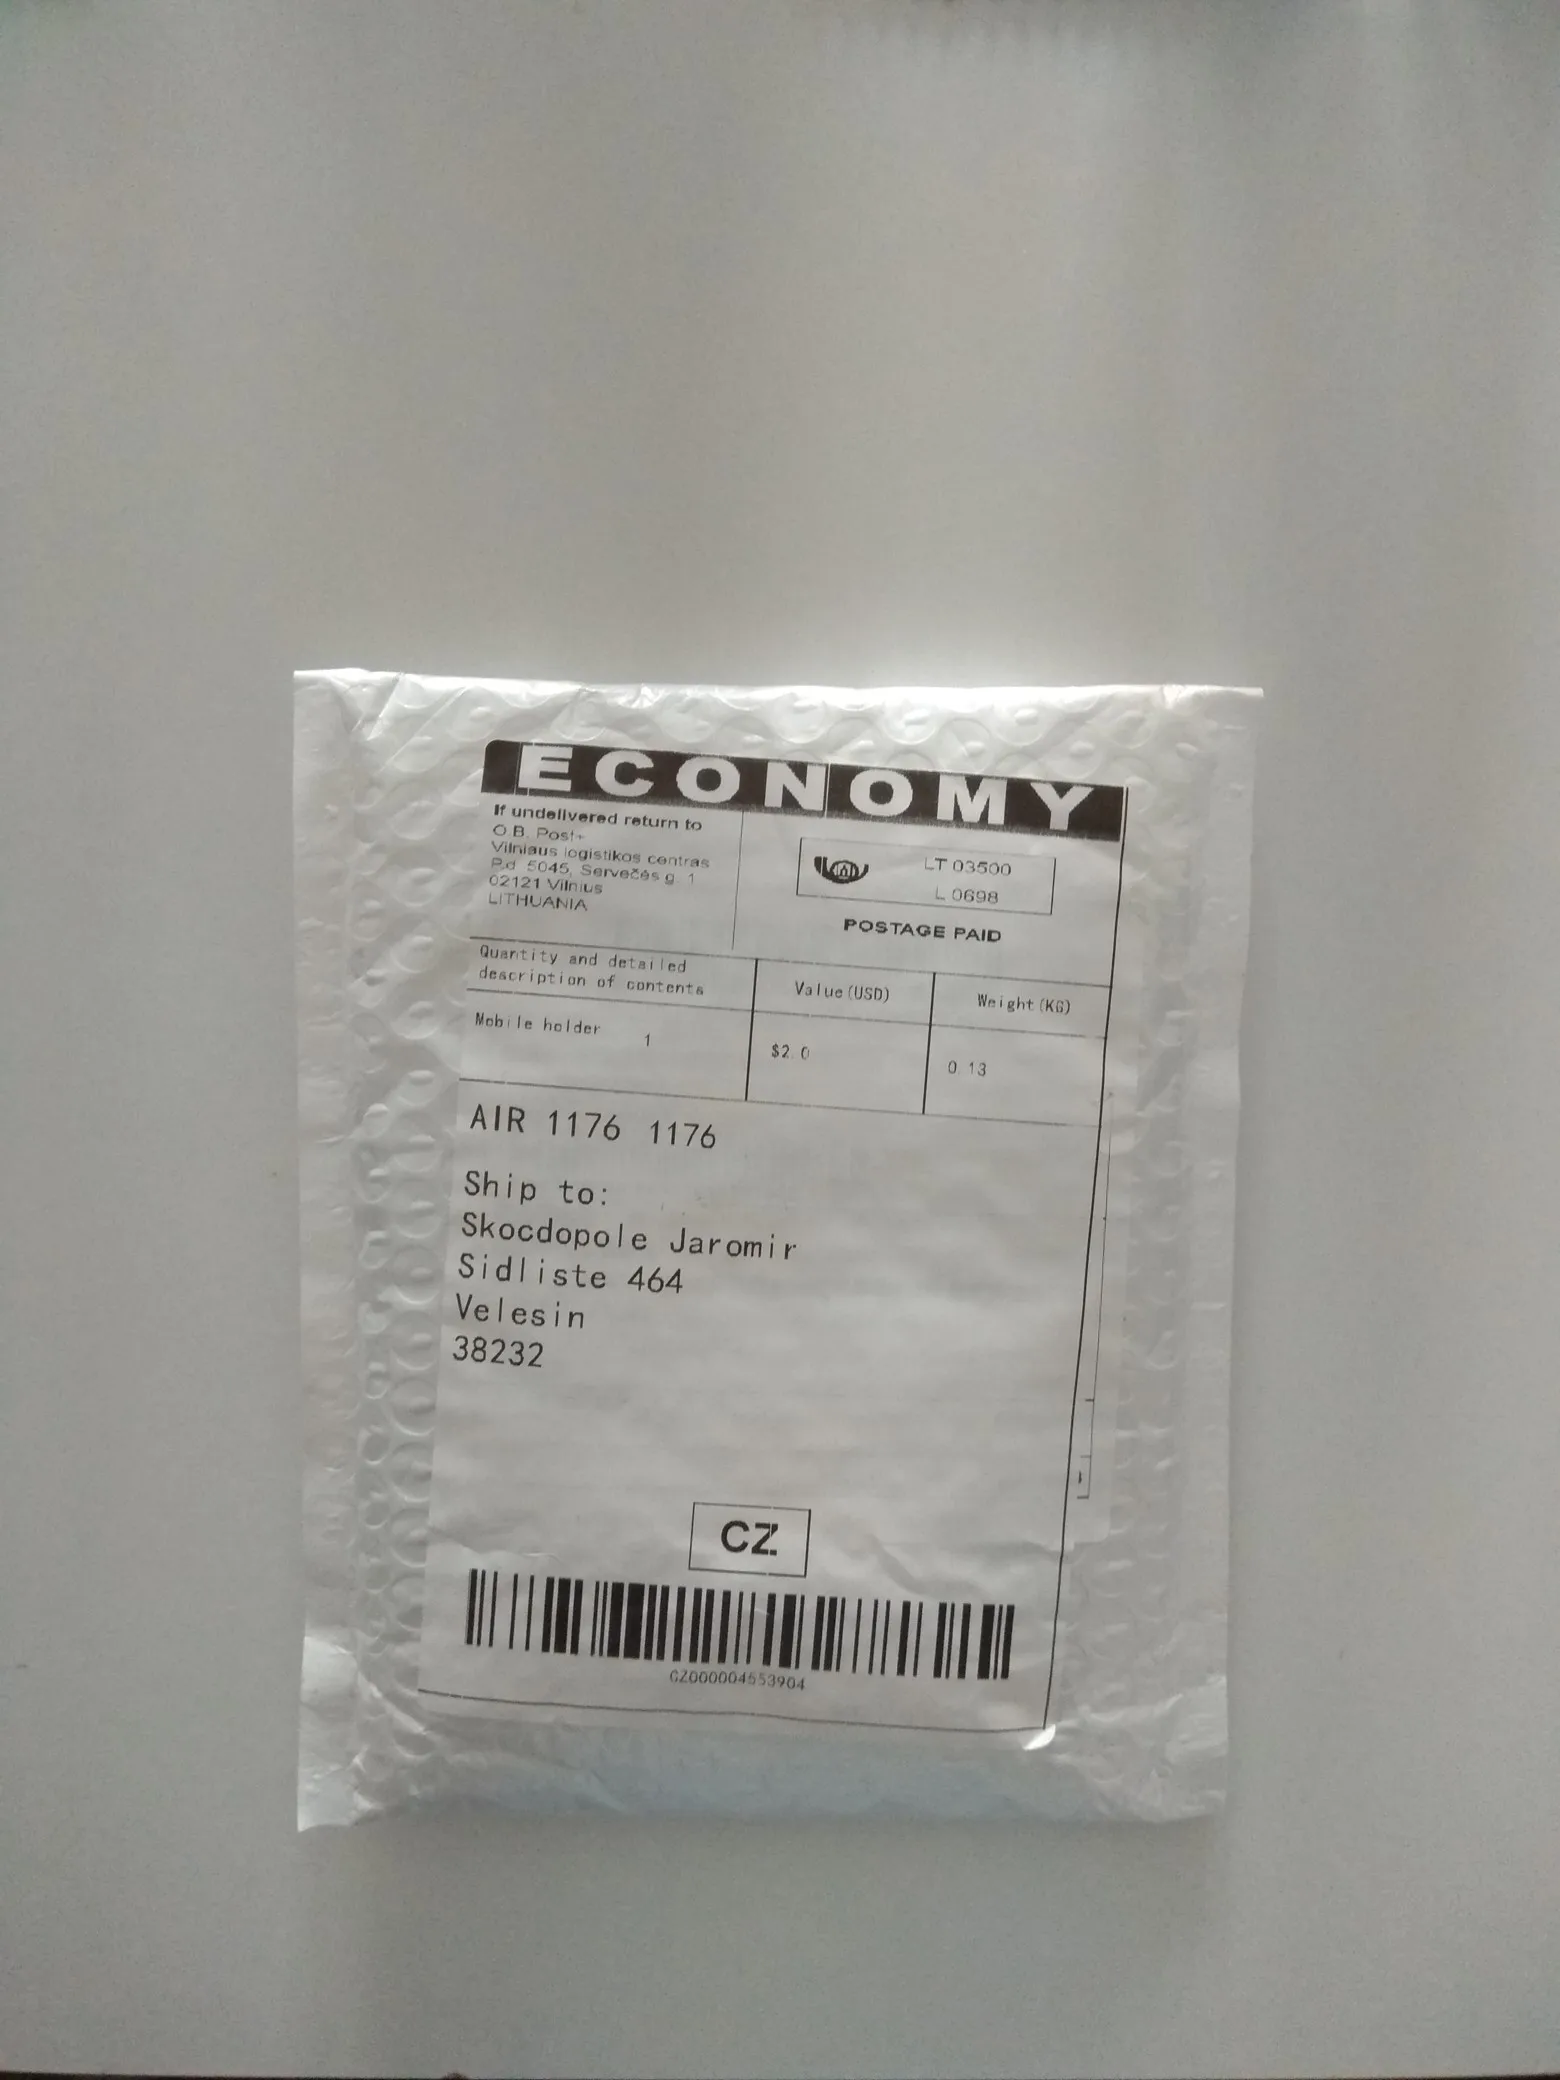 ECONOMY
If undelivered return to
O.B. Post+
Vilniaus logistikos centras
P.d. 5045, Servečės g. 1
02121 Vilnius
LITHUANIA
LT 03500
L 0698
POSTAGE PAID
Quantity and detailed
description of contents
Value(USD)
Weight(KG)
Mobile holder 1
$2.0
0.13
AIR 1176 1176
Ship to:
Skocdopole Jaromir
Sidliste 464
Velesin
38232
CZ
CZ000004553904